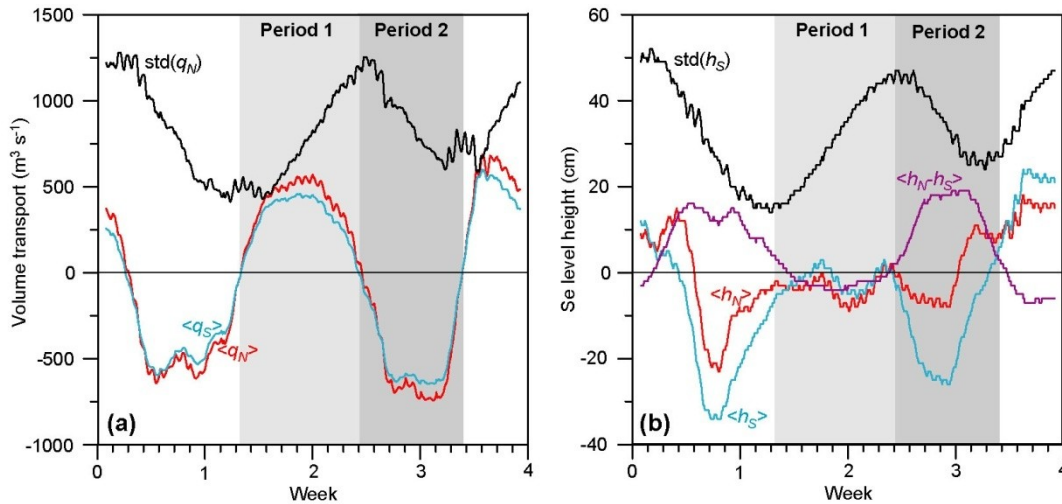 Period 1 Period 2
std(q_N)
<q_S>
<q_N>
(a)
Volume transport (m³ s⁻¹)
1500
1000
500
0
-500
-1000
0 1 2 3 4
Week
Period 1 Period 2
std(h_S)
<h_N-h_S>
<h_N>
<h_S>
(b)
Se level height (cm)
60
40
20
0
-20
-40
0 1 2 3 4
Week